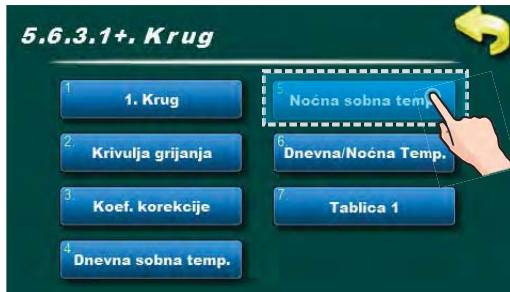 5.6.3.1+. Krug
1 1. Krug
2. Krivulja grijanja
3. Koef. korekcije
4 Dnevna sobna temp.
5 Noćna sobna temp
6 Dnevna/Noćna Temp.
7. Tablica 1